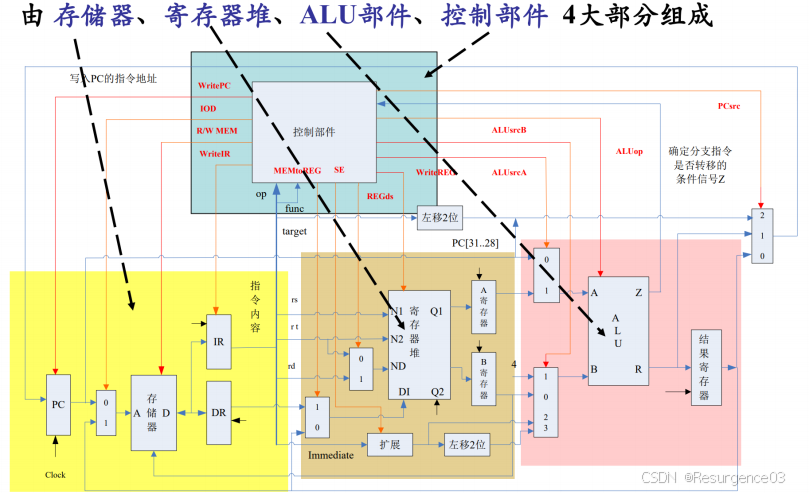 由 存储器、寄存器堆、ALU部件、控制部件 4大部分组成
写入PC的指令地址
WritePC
IOD
R/W MEM
WriteIR
控制部件
MEMtoREG
SE
op
func
target
REGds
WriteREG
ALUsrcB
ALUsrcA
ALUop
PCsrc
确定分支指令
是否转移的
条件信号Z
左移2位
PC[31..28]
2
1
0
指令内容
rs
rt
rd
IR
DR
PC
0
1
存储器
A
D
Clock
N1
N2
ND
DI
Q1
Q2
寄存器堆
0
1
1
0
A寄存器
B寄存器
Immediate
扩展
左移2位
0
1
4
1
0
2
3
A
B
Z
R
ALU
结果寄存器
CSDN @Resurgence03